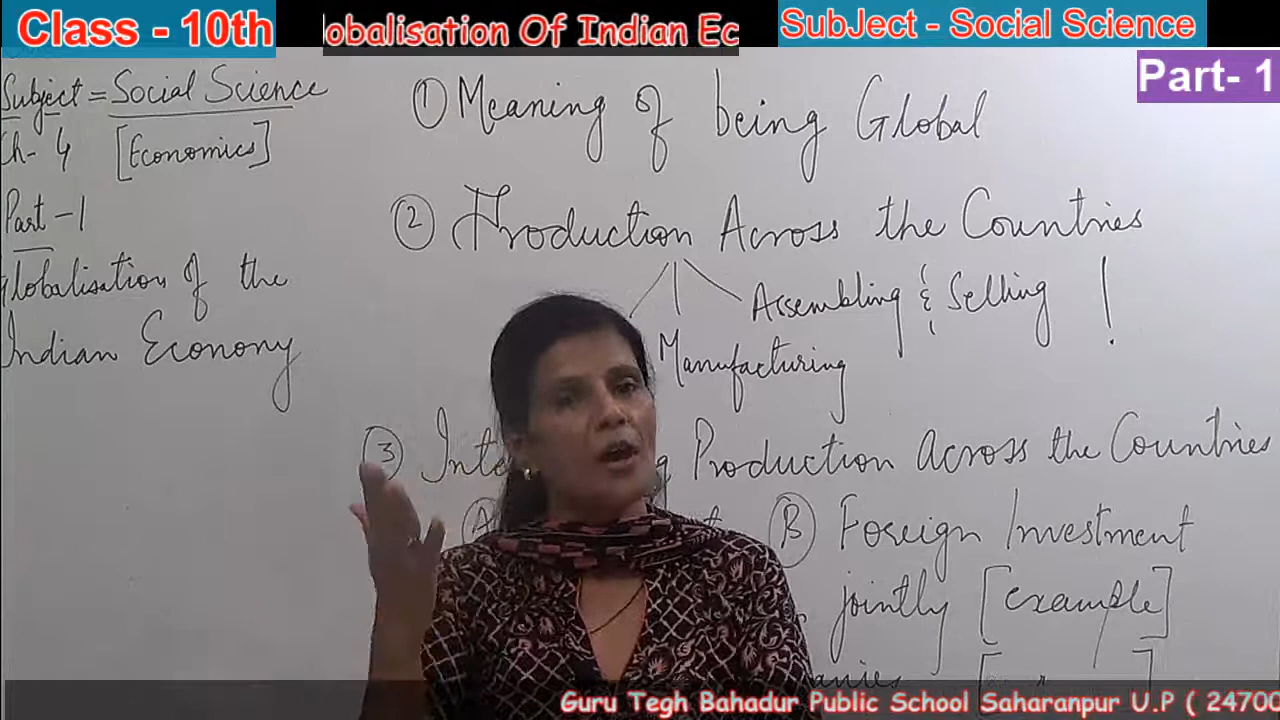 Class - 10th
obalisation Of Indian Ec
SubJect - Social Science
Part- 1
Subject = Social Science
Ch- 4 [Economics]
Part -1
Globalisation of the
Indian Economy
① Meaning of being Global
② Production Across the Countries
Assembling & Selling !
Manufacturing
③ Production across the Countries
(A) (B) Foreign Investment
jointly [example]
Guru Tegh Bahadur Public School Saharanpur U.P ( 24700